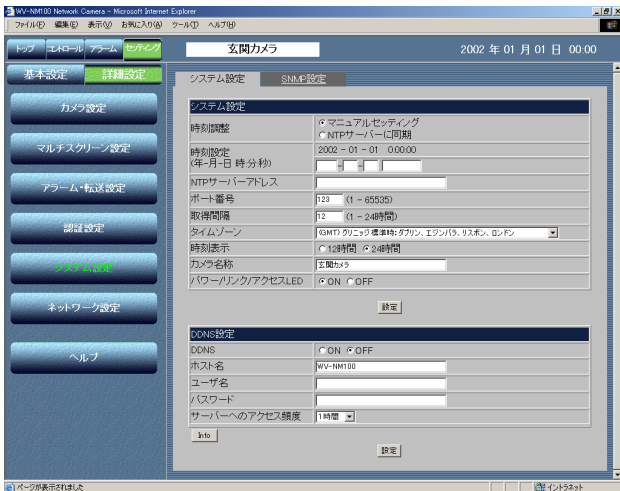 WV-NM100 Network Camera - Microsoft Internet Explorer
ファイル(F) 編集(E) 表示(V) お気に入り(A) ツール(T) ヘルプ(H)
トップ コントロール アラーム セッティング 玄関カメラ 2002 年 01 月 01 日 00:00
基本設定 詳細設定
カメラ設定
マルチスクリーン設定
アラーム・転送設定
認証設定
システム設定
ネットワーク設定
ヘルプ
システム設定 SNMP設定
システム設定
時刻調整 マニュアルセッティング
NTPサーバーに同期
時刻設定 2002 - 01 - 01 0:00:00
(年-月-日 時:分:秒) - -
NTPサーバーアドレス
ポート番号 123 (1 - 65535)
取得間隔 12 (1 - 24時間)
タイムゾーン (GMT) グリニッジ標準時: ダブリン、エジンバラ、リスボン、ロンドン
時刻表示 12時間 24時間
カメラ名称 玄関カメラ
パワー/リンク/アクセスLED ON OFF
設定
DDNS設定
DDNS ON OFF
ホスト名 WV-NM100
ユーザ名
パスワード
サーバーへのアクセス頻度 1時間
Info
設定
ページが表示されました イントラネット